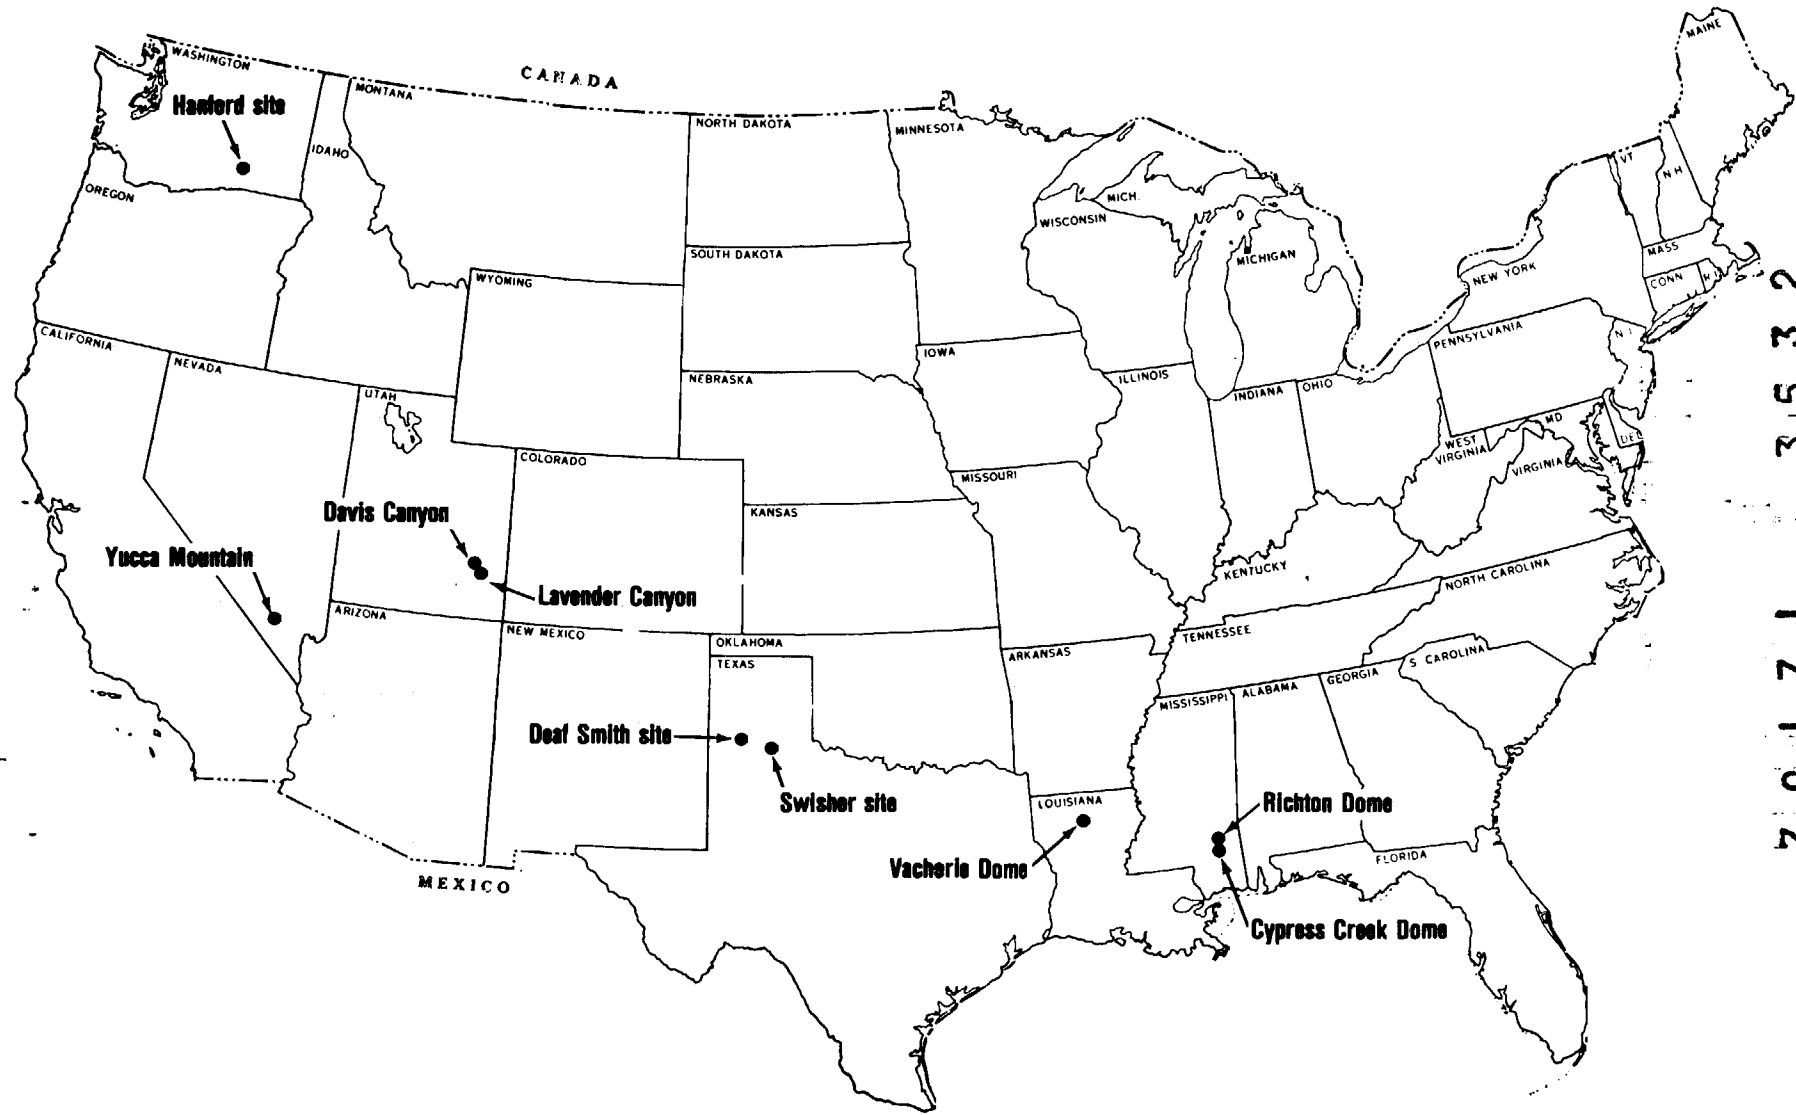 MAINE
WASHINGTON
CANADA
MONTANA
Hanford site
NORTH DAKOTA
MINNESOTA
IDAHO
VT
N H
OREGON
MICH.
WISCONSIN
MASS
SOUTH DAKOTA
MICHIGAN
NEW YORK
WYOMING
CONN
R I
CALIFORNIA
PENNSYLVANIA
N J
IOWA
NEVADA
NEBRASKA
ILLINOIS
INDIANA
OHIO
UTAH
MD
DEL
WEST
VIRGINIA
VIRGINIA
COLORADO
MISSOURI
Davis Canyon
KANSAS
Yucca Mountain
KENTUCKY
NORTH CAROLINA
Lavender Canyon
ARIZONA
NEW MEXICO
OKLAHOMA
TENNESSEE
TEXAS
ARKANSAS
S CAROLINA
GEORGIA
MISSISSIPPI
ALABAMA
Deaf Smith site
Swisher site
LOUISIANA
Richton Dome
Vacherie Dome
FLORIDA
MEXICO
Cypress Creek Dome